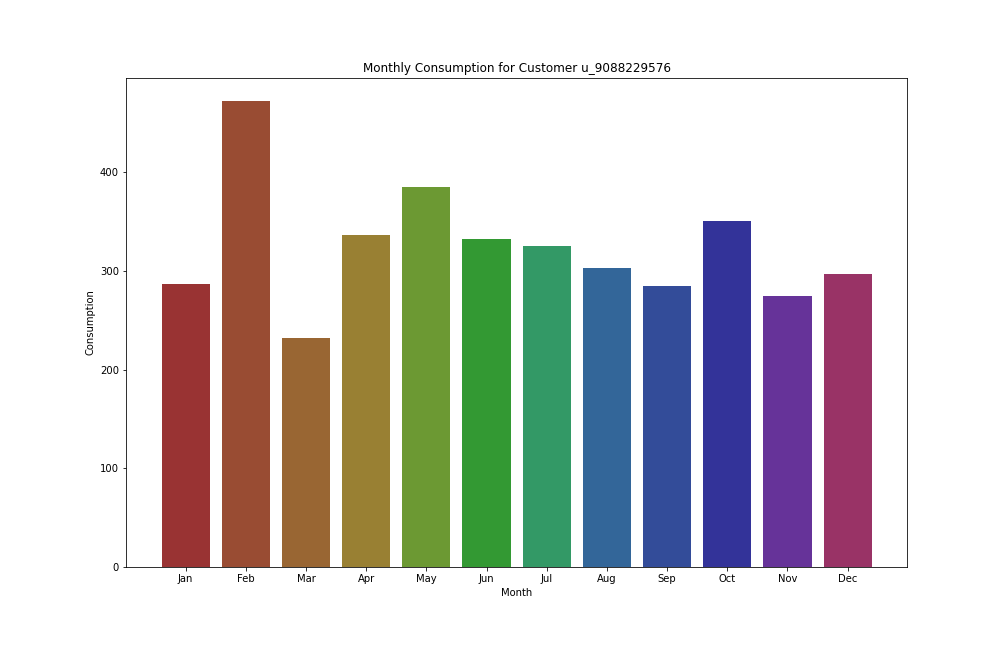 Monthly Consumption for Customer u_9088229576
Consumption
400
300
200
100
0
Jan Feb Mar Apr May Jun Jul Aug Sep Oct Nov Dec
Month